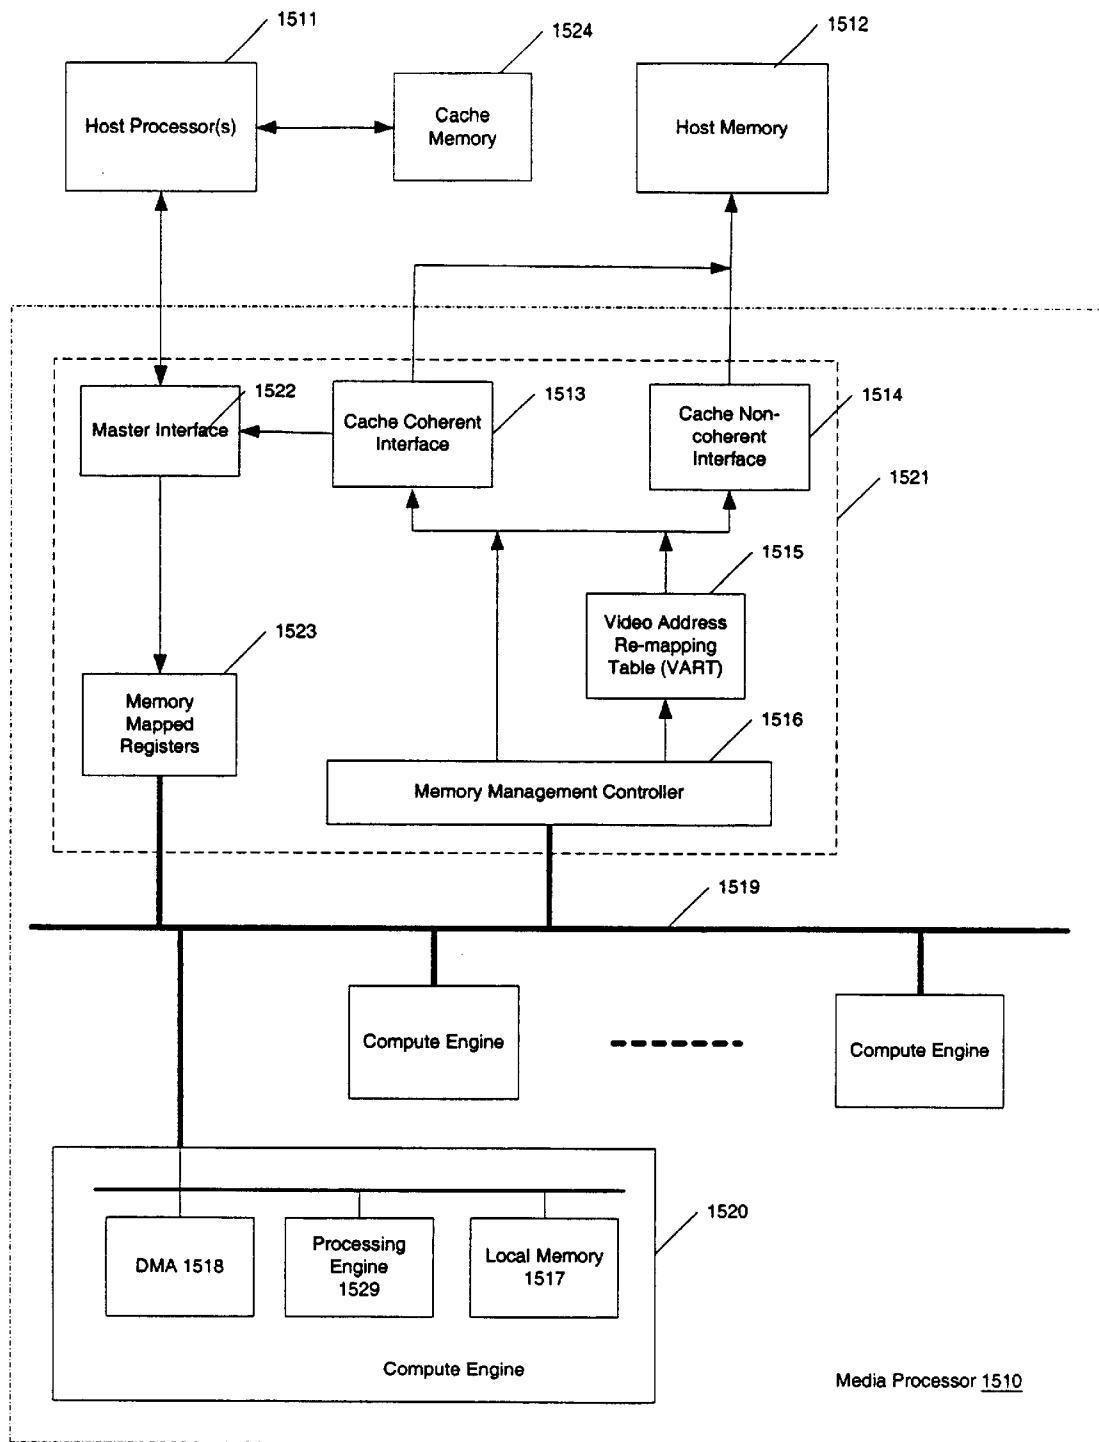 1511
1524
1512
Host Processor(s)
Cache
Memory
Host Memory
1522
1513
1514
Master Interface
Cache Coherent
Interface
Cache Non-
coherent
Interface
1521
1515
1523
Video Address
Re-mapping
Table (VART)
Memory
Mapped
Registers
1516
Memory Management Controller
1519
Compute Engine
Compute Engine
1520
DMA 1518
Processing
Engine
1529
Local Memory
1517
Compute Engine
Media Processor 1510